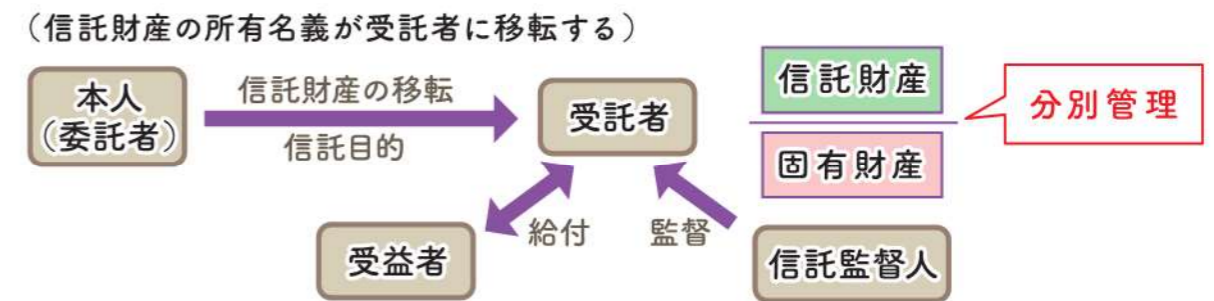 (信託財産の所有名義が受託者に移転する)
本人
(委託者)
信託財産の移転
信託目的
受託者
信託財産
固有財産
分別管理
給付
監督
受益者
信託監督人